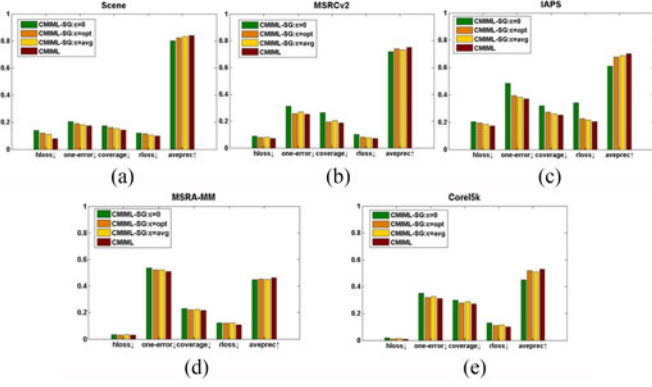 Scene
1
0.8
0.6
0.4
0.2
0
CMIML-SG:ε=0
CMIML-SG:ε=opt
CMIML-SG:ε=avg
CMIML
hloss↓ one-error↓ coverage↓ rloss↓ aveprec↑
(a)
MSRCv2
1
0.8
0.6
0.4
0.2
0
CMIML-SG:ε=0
CMIML-SG:ε=opt
CMIML-SG:ε=avg
CMIML
hloss↓ one-error↓ coverage↓ rloss↓ aveprec↑
(b)
IAPS
1
0.8
0.6
0.4
0.2
0
CMIML-SG:ε=0
CMIML-SG:ε=opt
CMIML-SG:ε=avg
CMIML
hloss↓ one-error↓ coverage↓ rloss↓ aveprec↑
(c)
MSRA-MM
1
0.8
0.6
0.4
0.2
0
CMIML-SG:ε=0
CMIML-SG:ε=opt
CMIML-SG:ε=avg
CMIML
hloss↓ one-error↓ coverage↓ rloss↓ aveprec↑
(d)
Corel5k
1
0.8
0.6
0.4
0.2
0
CMIML-SG:ε=0
CMIML-SG:ε=opt
CMIML-SG:ε=avg
CMIML
hloss↓ one-error↓ coverage↓ rloss↓ aveprec↑
(e)